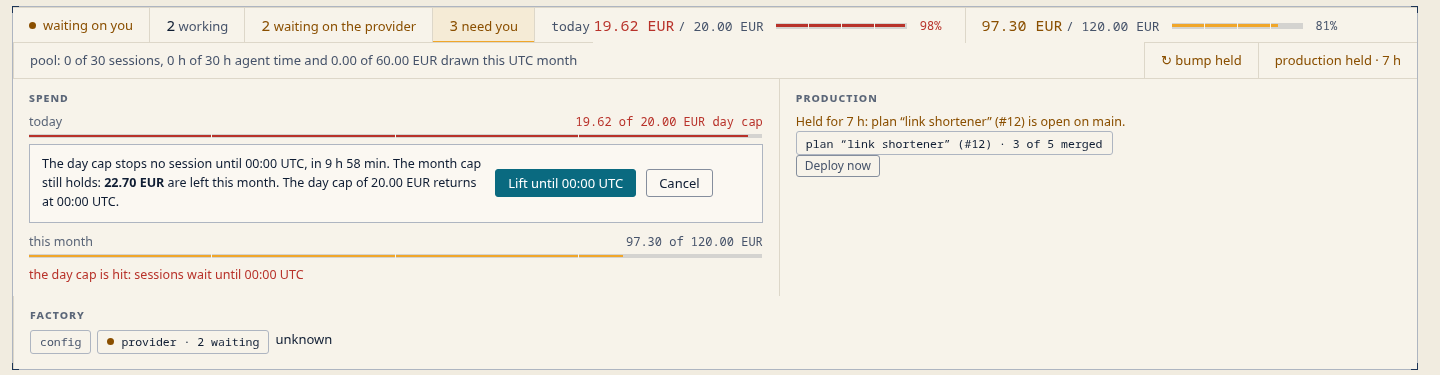 waiting on you 2 working 2 waiting on the provider 3 need you today 19.62 EUR / 20.00 EUR 98% 97.30 EUR / 120.00 EUR 81%
pool: 0 of 30 sessions, 0 h of 30 h agent time and 0.00 of 60.00 EUR drawn this UTC month ↻ bump held production held · 7 h
SPEND
today 19.62 of 20.00 EUR day cap
The day cap stops no session until 00:00 UTC, in 9 h 58 min. The month cap
still holds: 22.70 EUR are left this month. The day cap of 20.00 EUR returns
at 00:00 UTC.
Lift until 00:00 UTC Cancel
this month 97.30 of 120.00 EUR
the day cap is hit: sessions wait until 00:00 UTC
PRODUCTION
Held for 7 h: plan “link shortener” (#12) is open on main.
plan “link shortener” (#12) · 3 of 5 merged
Deploy now
FACTORY
config provider · 2 waiting unknown